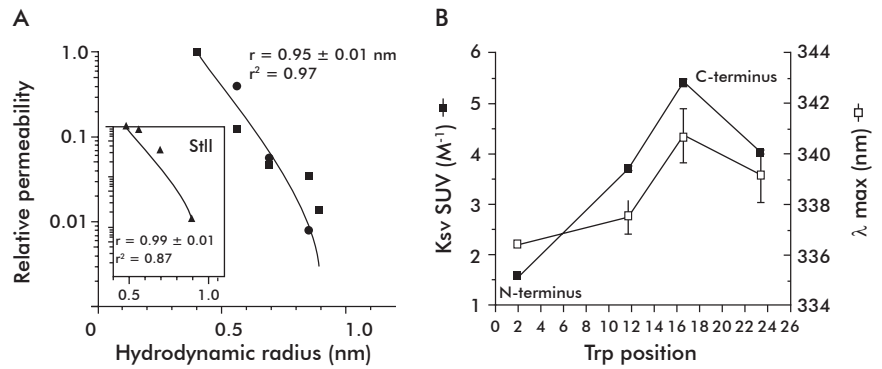 A
Relative permeability
1.0
0.1
0.01
r = 0.95 ± 0.01 nm
r² = 0.97
StII
r = 0.99 ± 0.01
r² = 0.87
0.5 1.0
0 0.5 1.0
Hydrodynamic radius (nm)
B
Ksv SUV (M⁻¹)
6
5
4
3
2
1
C-terminus
N-terminus
344
342
340
338
336
334
λ max (nm)
0 2 4 6 8 10 12 14 16 18 20 22 24 26
Trp position